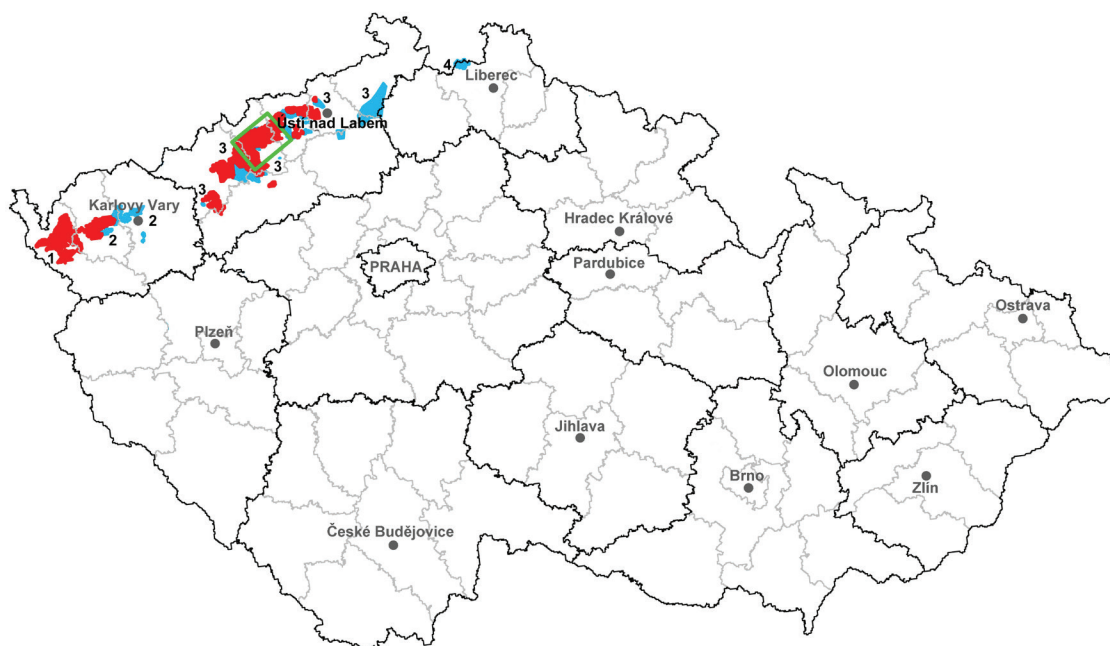 4
Liberec
3
3
Ústí nad Labem
3
3
3
Karlovy Vary
2
2
1
Hradec Králové
PRAHA
Pardubice
Ostrava
Plzeň
Olomouc
Jihlava
Brno
Zlín
České Budějovice